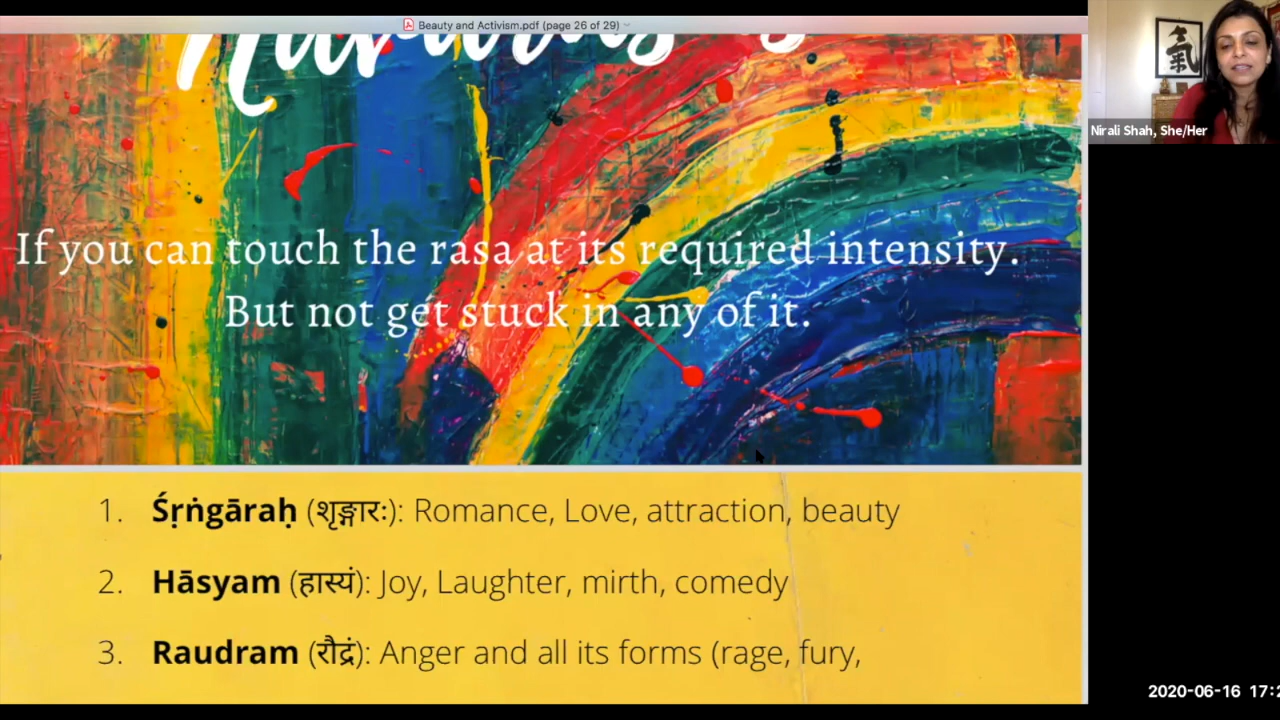 Beauty and Activism.pdf (page 26 of 29)
If you can touch the rasa at its required intensity.
But not get stuck in any of it.
1. Śṛṅgāraḥ (शृङ्गारः): Romance, Love, attraction, beauty
2. Hāsyam (हास्यं): Joy, Laughter, mirth, comedy
3. Raudram (रौद्रं): Anger and all its forms (rage, fury,
氣
Nirali Shah, She/Her
2020-06-16 17:2